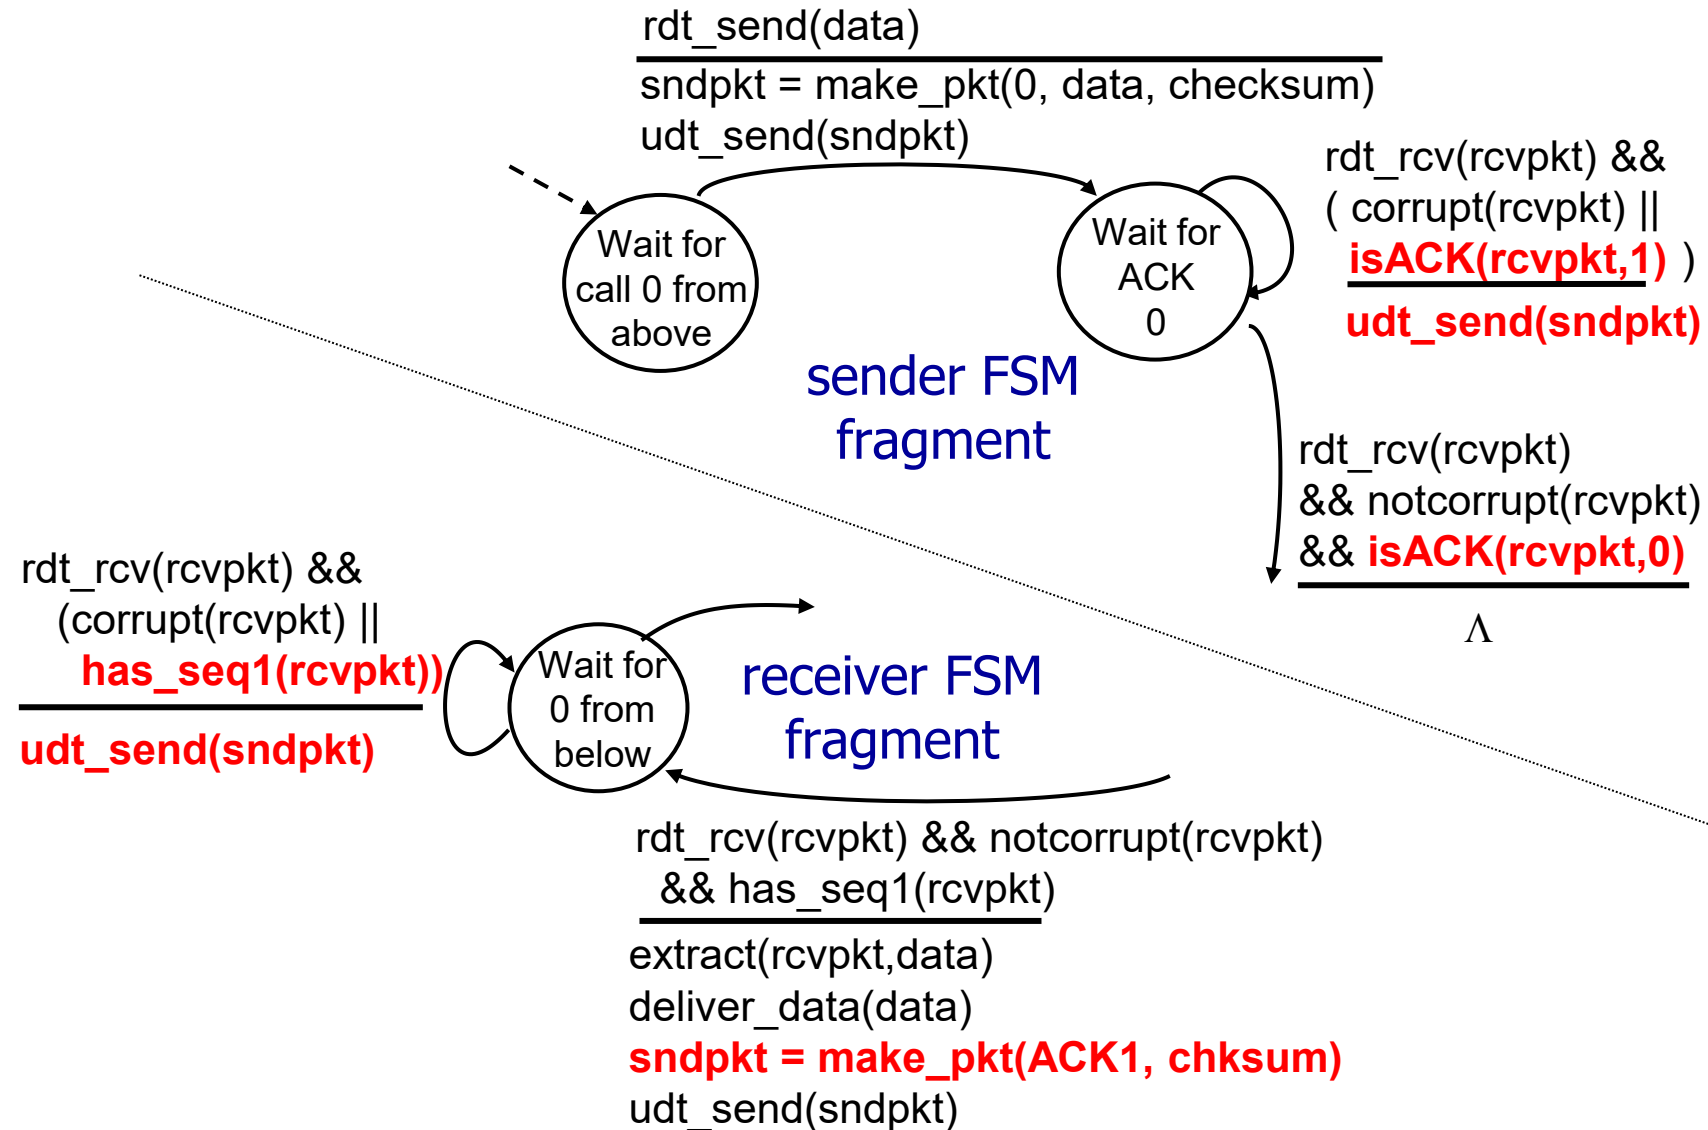 rdt_send(data)
sndpkt = make_pkt(0, data, checksum)
udt_send(sndpkt)
Wait for
call 0 from
above
Wait for
ACK
0
rdt_rcv(rcvpkt) &&
( corrupt(rcvpkt) ||
isACK(rcvpkt,1) )
udt_send(sndpkt)
sender FSM
fragment
rdt_rcv(rcvpkt)
&& notcorrupt(rcvpkt)
&& isACK(rcvpkt,0)
Λ
rdt_rcv(rcvpkt) &&
(corrupt(rcvpkt) ||
has_seq1(rcvpkt))
udt_send(sndpkt)
Wait for
0 from
below
receiver FSM
fragment
rdt_rcv(rcvpkt) && notcorrupt(rcvpkt)
&& has_seq1(rcvpkt)
extract(rcvpkt,data)
deliver_data(data)
sndpkt = make_pkt(ACK1, chksum)
udt_send(sndpkt)